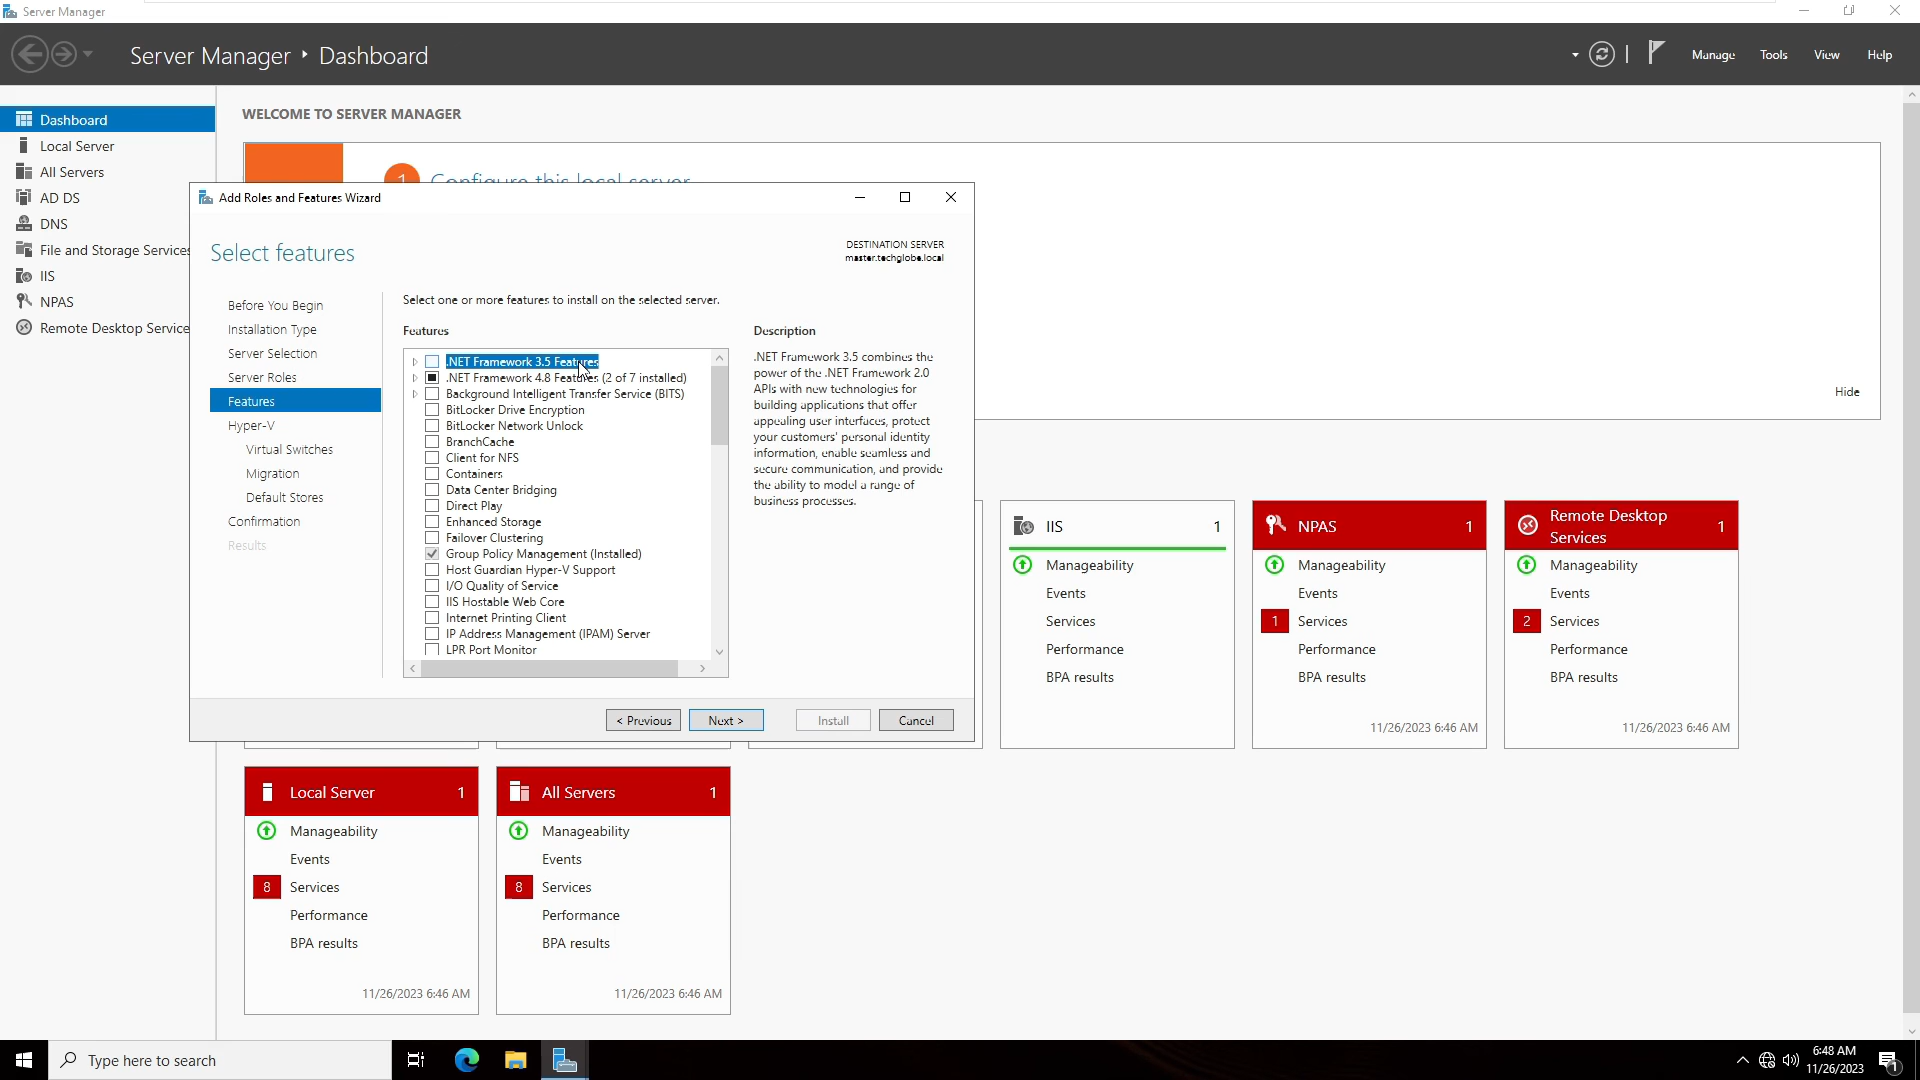 Server Manager
Server Manager • Dashboard
Manage
Tools
View
Help
Dashboard
Local Server
All Servers
AD DS
DNS
File and Storage Services
IIS
NPAS
Remote Desktop Service
WELCOME TO SERVER MANAGER
1
Configure this local server
Hide
Add Roles and Features Wizard
Select features
DESTINATION SERVER
master.techglobe.local
Before You Begin
Installation Type
Server Selection
Server Roles
Features
Hyper-V
Virtual Switches
Migration
Default Stores
Confirmation
Results
Select one or more features to install on the selected server.
Features
.NET Framework 3.5 Features
.NET Framework 4.8 Features (2 of 7 installed)
Background Intelligent Transfer Service (BITS)
BitLocker Drive Encryption
BitLocker Network Unlock
BranchCache
Client for NFS
Containers
Data Center Bridging
Direct Play
Enhanced Storage
Failover Clustering
Group Policy Management (Installed)
Host Guardian Hyper-V Support
I/O Quality of Service
IIS Hostable Web Core
Internet Printing Client
IP Address Management (IPAM) Server
LPR Port Monitor
Description
.NET Framework 3.5 combines the
power of the .NET Framework 2.0
APIs with new technologies for
building applications that offer
appealing user interfaces, protect
your customers' personal identity
information, enable seamless and
secure communication, and provide
the ability to model a range of
business processes.
< Previous
Next >
Install
Cancel
IIS 1
Manageability
Events
Services
Performance
BPA results
NPAS 1
Manageability
Events
1 Services
Performance
BPA results
11/26/2023 6:46 AM
Remote Desktop
Services 1
Manageability
Events
2 Services
Performance
BPA results
11/26/2023 6:46 AM
Local Server 1
Manageability
Events
8 Services
Performance
BPA results
11/26/2023 6:46 AM
All Servers 1
Manageability
Events
8 Services
Performance
BPA results
11/26/2023 6:46 AM
Type here to search
6:48 AM
11/26/2023
1